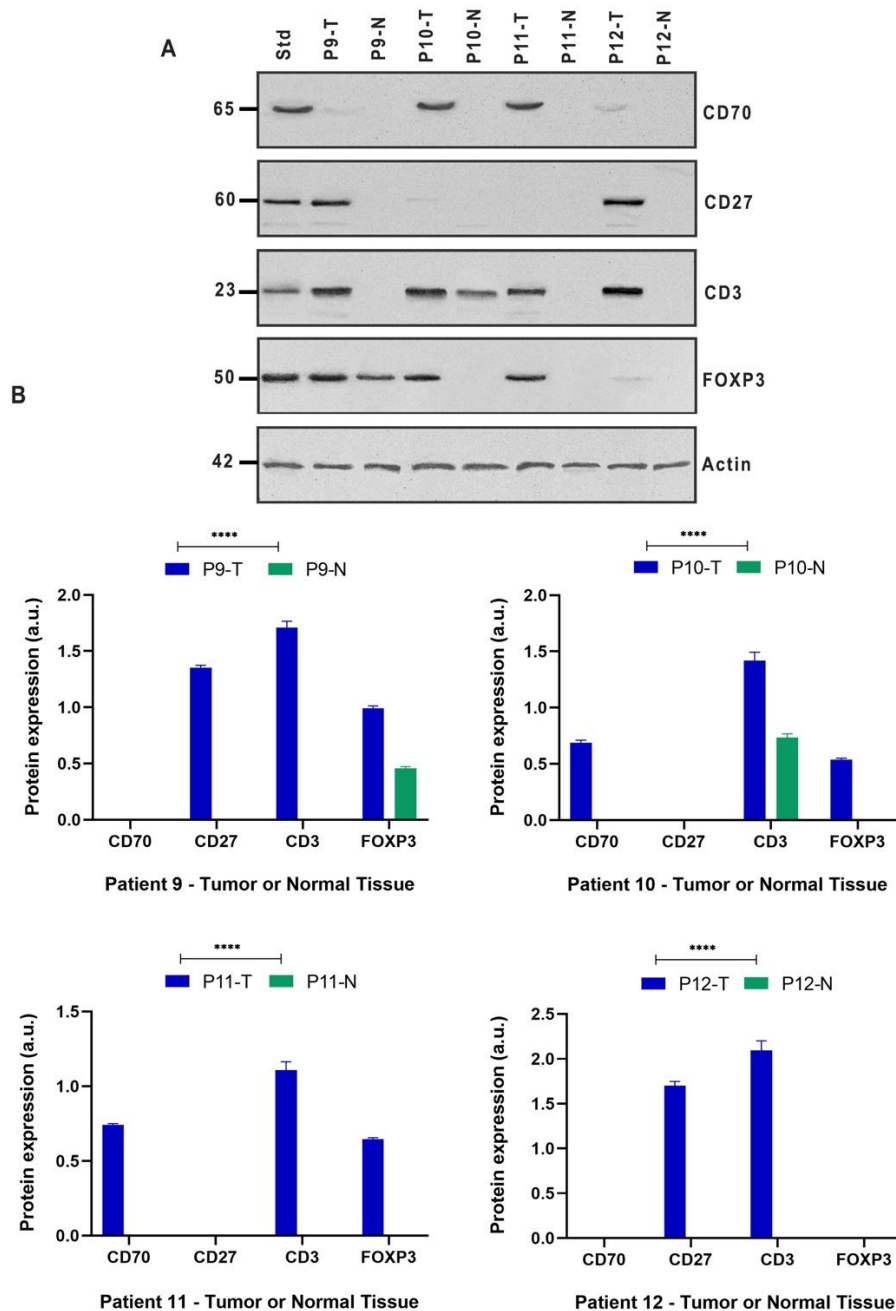 A
Std P9-T P9-N P10-T P10-N P11-T P11-N P12-T P12-N
65 CD70
60 CD27
23 CD3
50 FOXP3
B
42 Actin
****
P9-T P9-N
Protein expression (a.u.)
2.0
1.5
1.0
0.5
0.0
CD70 CD27 CD3 FOXP3
Patient 9 - Tumor or Normal Tissue
****
P10-T P10-N
Protein expression (a.u.)
2.0
1.5
1.0
0.5
0.0
CD70 CD27 CD3 FOXP3
Patient 10 - Tumor or Normal Tissue
****
P11-T P11-N
Protein expression (a.u.)
1.5
1.0
0.5
0.0
CD70 CD27 CD3 FOXP3
Patient 11 - Tumor or Normal Tissue
****
P12-T P12-N
Protein expression (a.u.)
2.5
2.0
1.5
1.0
0.5
0.0
CD70 CD27 CD3 FOXP3
Patient 12 - Tumor or Normal Tissue